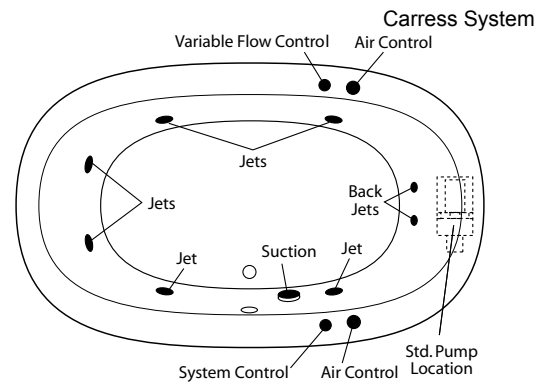 Carress System
Variable Flow Control
Air Control
Jets
Jets
Back
Jets
Jet
Suction
Jet
System Control
Air Control
Std. Pump
Location